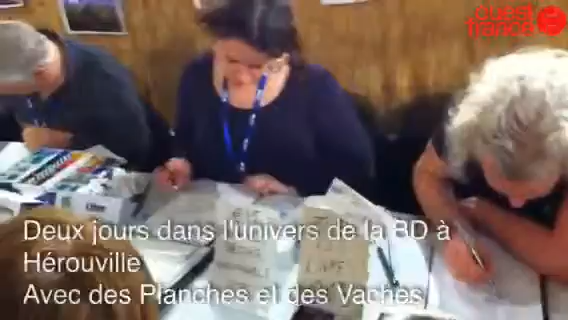 ouest
france
Deux jours dans l'univers de la BD à
Hérouville
Avec des Planches et des Vaches